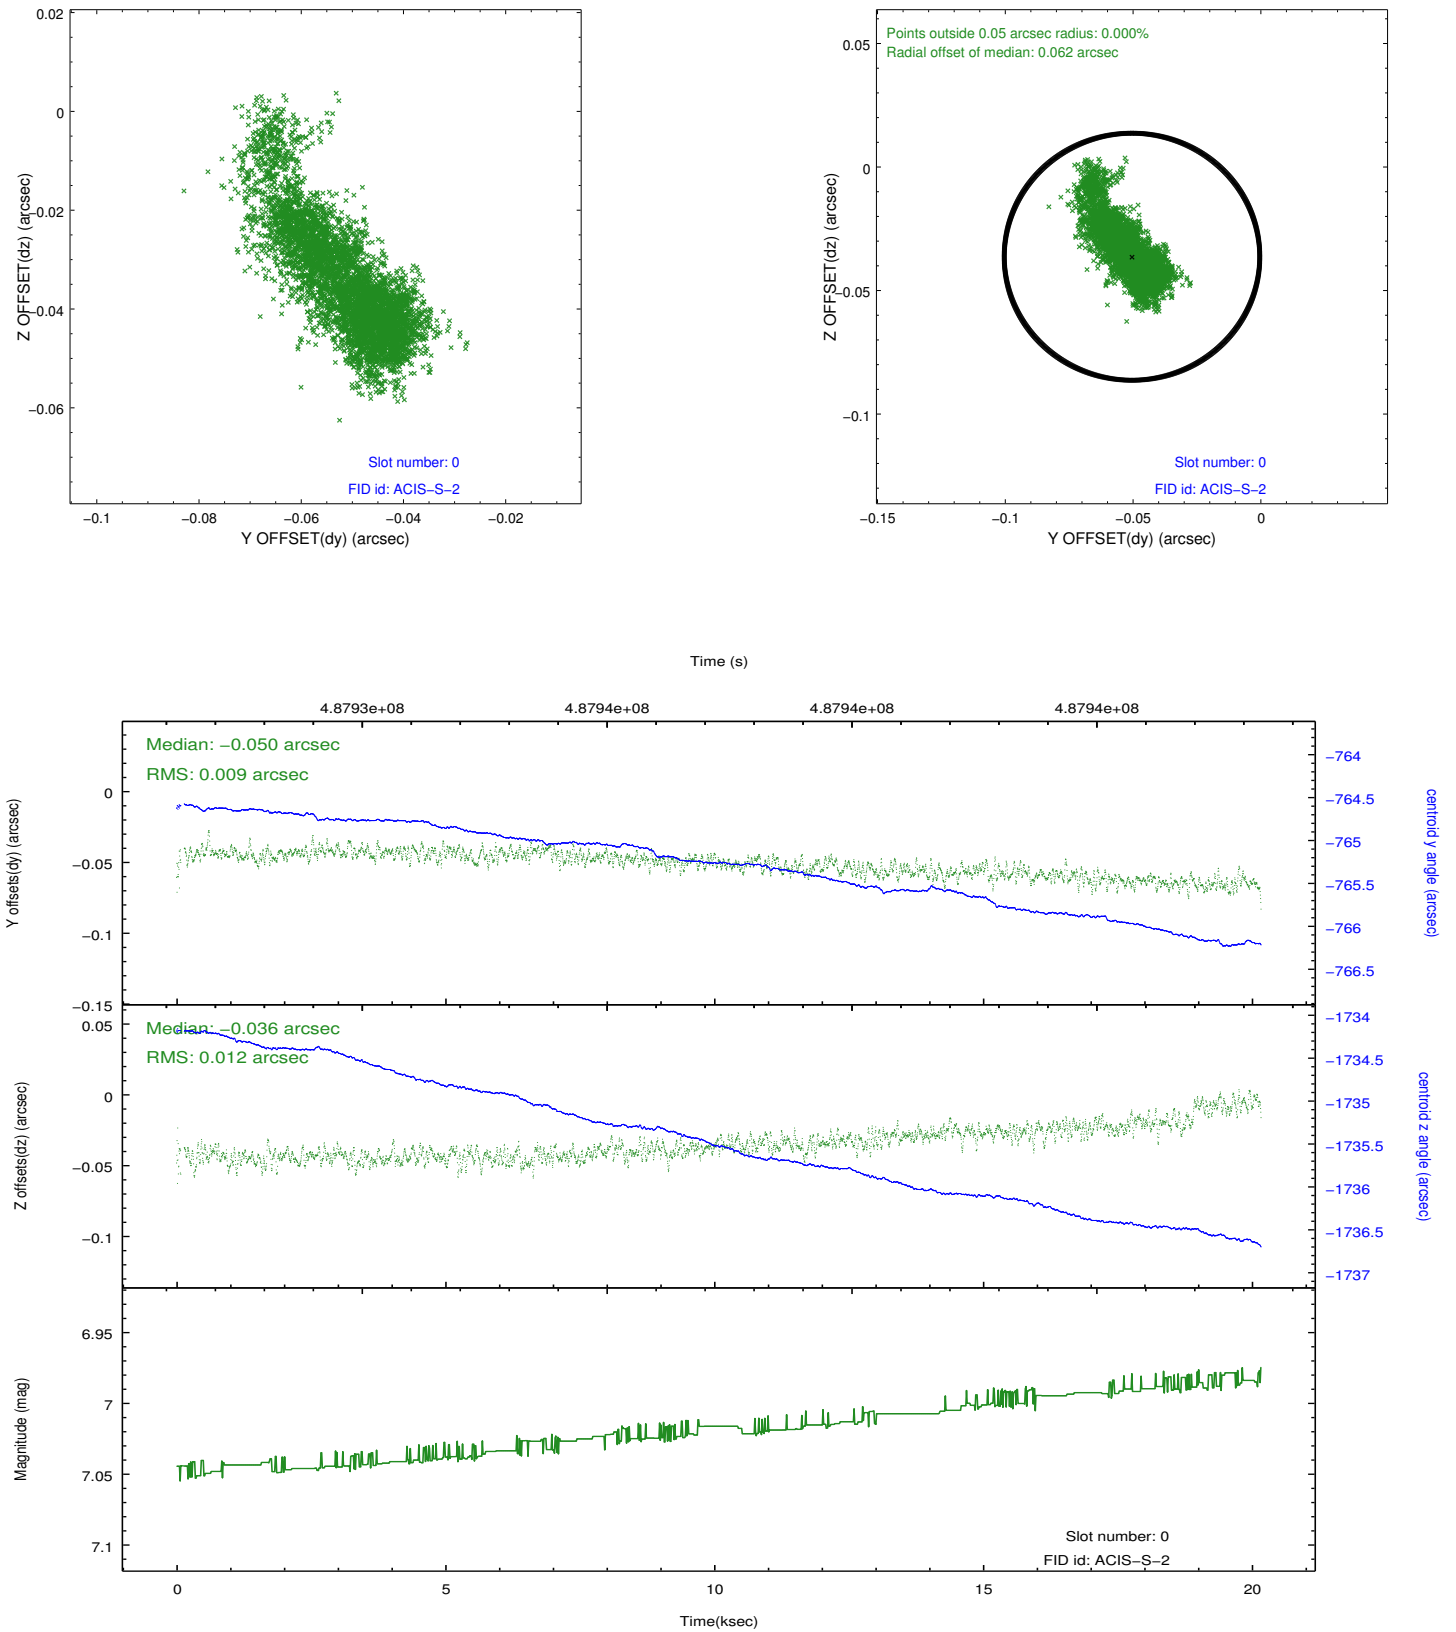 0.02
0
−0.02
−0.04
−0.06
Z OFFSET(dz) (arcsec)
Slot number: 0
FID id: ACIS−S−2
−0.1
−0.08
−0.06
−0.04
−0.02
Y OFFSET(dy) (arcsec)
Points outside 0.05 arcsec radius: 0.000%
Radial offset of median: 0.062 arcsec
0.05
0
−0.05
−0.1
Z OFFSET(dz) (arcsec)
Slot number: 0
FID id: ACIS−S−2
−0.15
−0.1
−0.05
0
Y OFFSET(dy) (arcsec)
Time (s)
4.8793e+08
4.8794e+08
4.8794e+08
4.8794e+08
Median: −0.050 arcsec
RMS: 0.009 arcsec
0
−0.05
−0.1
−0.15
Y offsets(dy) (arcsec)
−764
−764.5
−765
−765.5
−766
−766.5
centroid y angle (arcsec)
Median: −0.036 arcsec
RMS: 0.012 arcsec
0.05
0
−0.05
−0.1
Z offsets(dz) (arcsec)
−1734
−1734.5
−1735
−1735.5
−1736
−1736.5
−1737
centroid z angle (arcsec)
6.95
7
7.05
7.1
Magnitude (mag)
Slot number: 0
FID id: ACIS−S−2
0
5
10
15
20
Time(ksec)